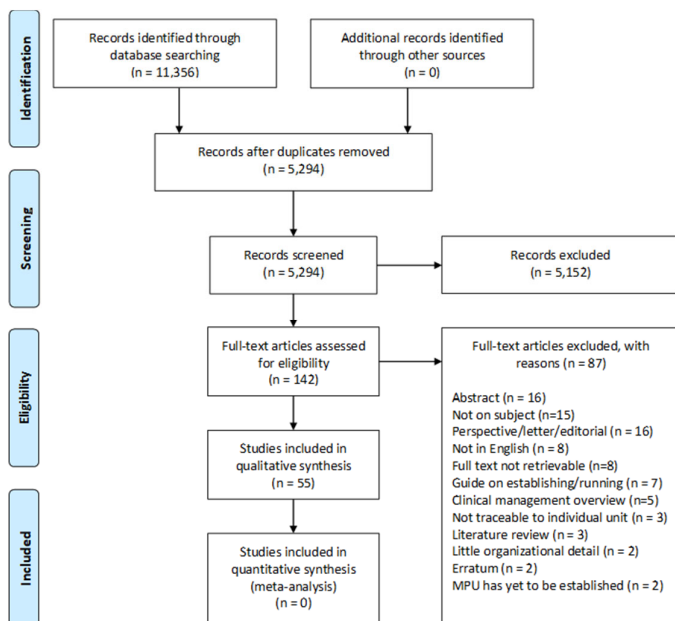 Identification
Records identified through
database searching
(n = 11,356)
Additional records identified
through other sources
(n = 0)
Records after duplicates removed
(n = 5,294)
Screening
Records screened
(n = 5,294)
Records excluded
(n = 5,152)
Eligibility
Full-text articles assessed
for eligibility
(n = 142)
Full-text articles excluded, with
reasons (n = 87)
Abstract (n = 16)
Not on subject (n=15)
Perspective/letter/editorial (n = 16)
Not in English (n = 8)
Full text not retrievable (n=8)
Guide on establishing/running (n = 7)
Clinical management overview (n=5)
Not traceable to individual unit (n = 3)
Literature review (n = 3)
Little organizational detail (n = 2)
Erratum (n = 2)
MPU has yet to be established (n = 2)
Studies included in
qualitative synthesis
(n = 55)
Included
Studies included in
quantitative synthesis
(meta-analysis)
(n = 0)